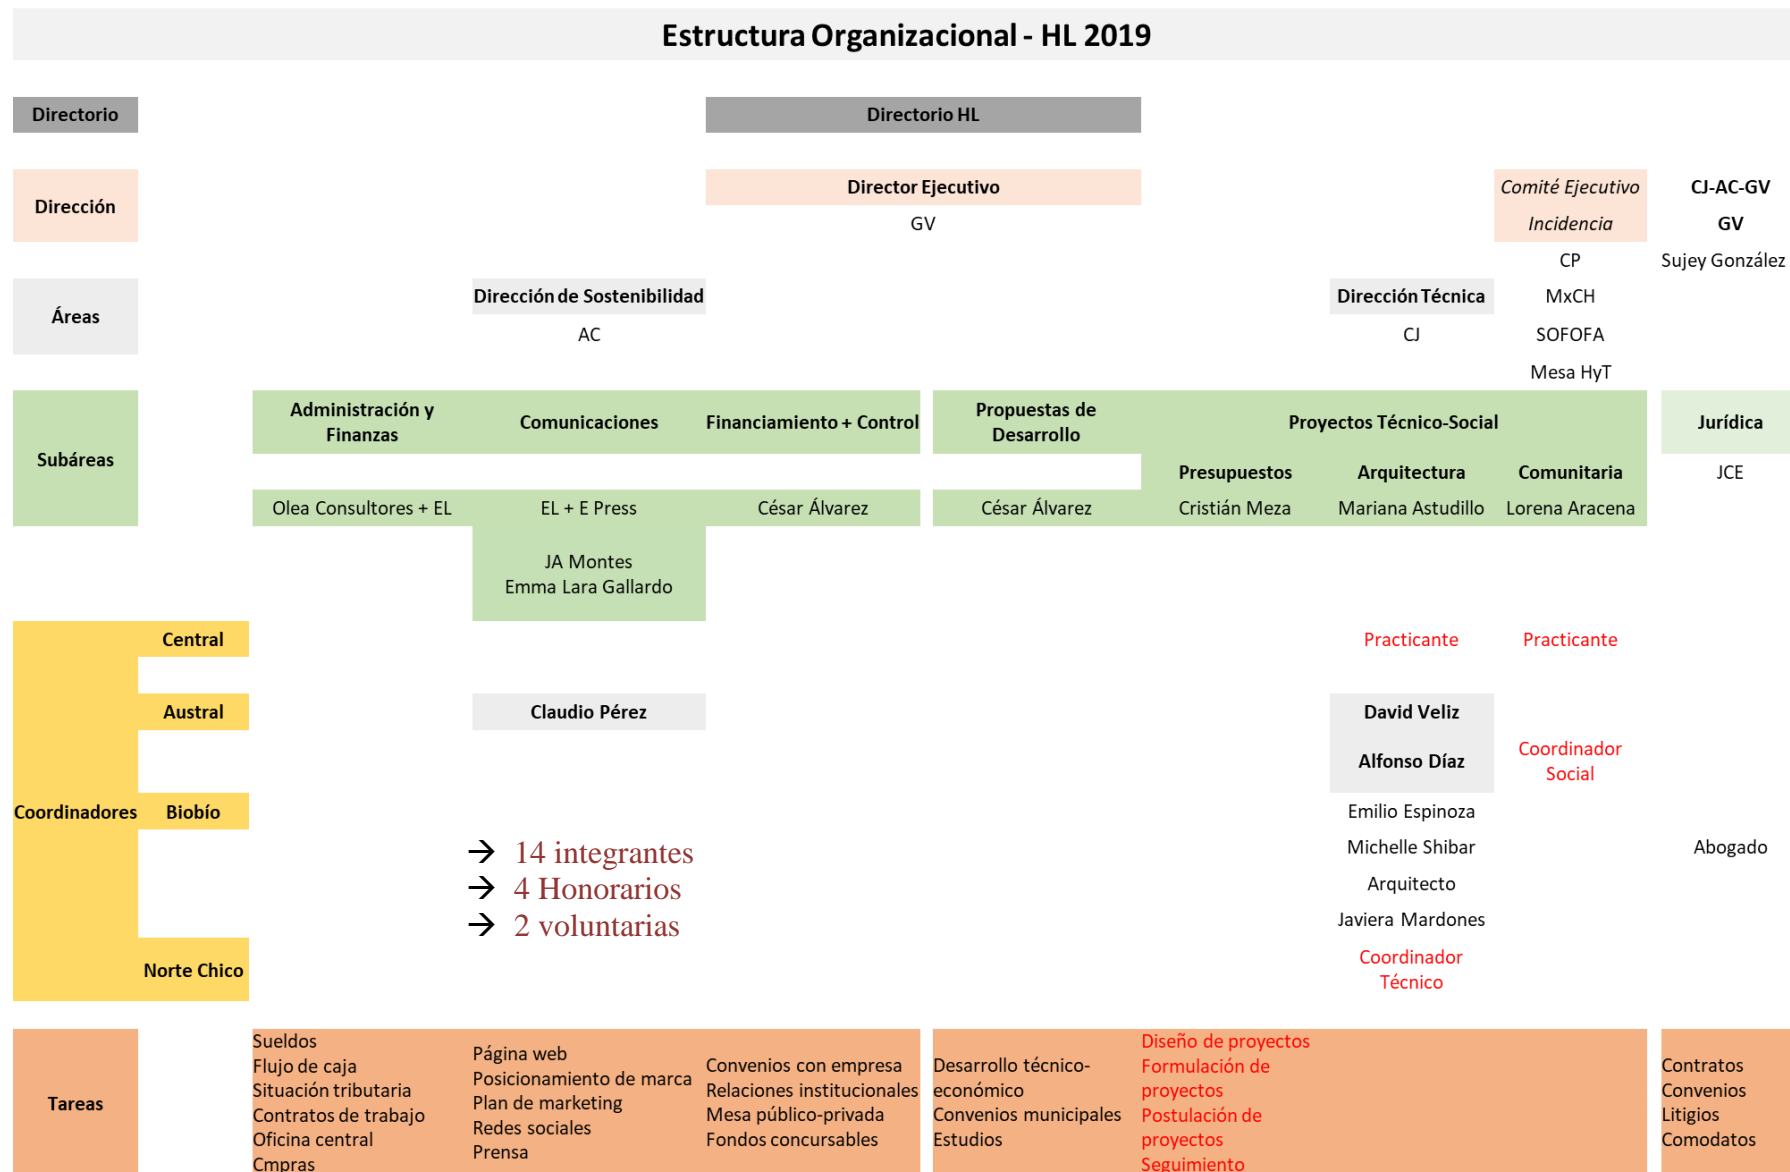 Estructura Organizacional - HL 2019
Directorio
Directorio HL
Dirección
Director Ejecutivo
GV
Comité Ejecutivo
CJ-AC-GV
Incidencia
GV
CP
Sujey González
Áreas
Dirección de Sostenibilidad
AC
Dirección Técnica
CJ
MxCH
SOFOFA
Mesa HyT
Subáreas
Administración y
Finanzas
Comunicaciones
Financiamiento + Control
Propuestas de
Desarrollo
Proyectos Técnico-Social
Jurídica
Presupuestos
Arquitectura
Comunitaria
JCE
Olea Consultores + EL
EL + E Press
César Álvarez
César Álvarez
Cristián Meza
Mariana Astudillo
Lorena Aracena
JA Montes
Emma Lara Gallardo
Coordinadores
Central
Practicante
Practicante
Austral
Claudio Pérez
David Veliz
Alfonso Díaz
Coordinador
Social
Biobío
Emilio Espinoza
→ 14 integrantes
→ 4 Honorarios
→ 2 voluntarias
Michelle Shibar
Abogado
Arquitecto
Javiera Mardones
Norte Chico
Coordinador
Técnico
Tareas
Sueldos
Flujo de caja
Situación tributaria
Contratos de trabajo
Oficina central
Cmpras
Página web
Posicionamiento de marca
Plan de marketing
Redes sociales
Prensa
Convenios con empresa
Relaciones institucionales
Mesa público-privada
Fondos concursables
Desarrollo técnico-
económico
Convenios municipales
Estudios
Diseño de proyectos
Formulación de
proyectos
Postulación de
proyectos
Seguimiento
Contratos
Convenios
Litigios
Comodatos